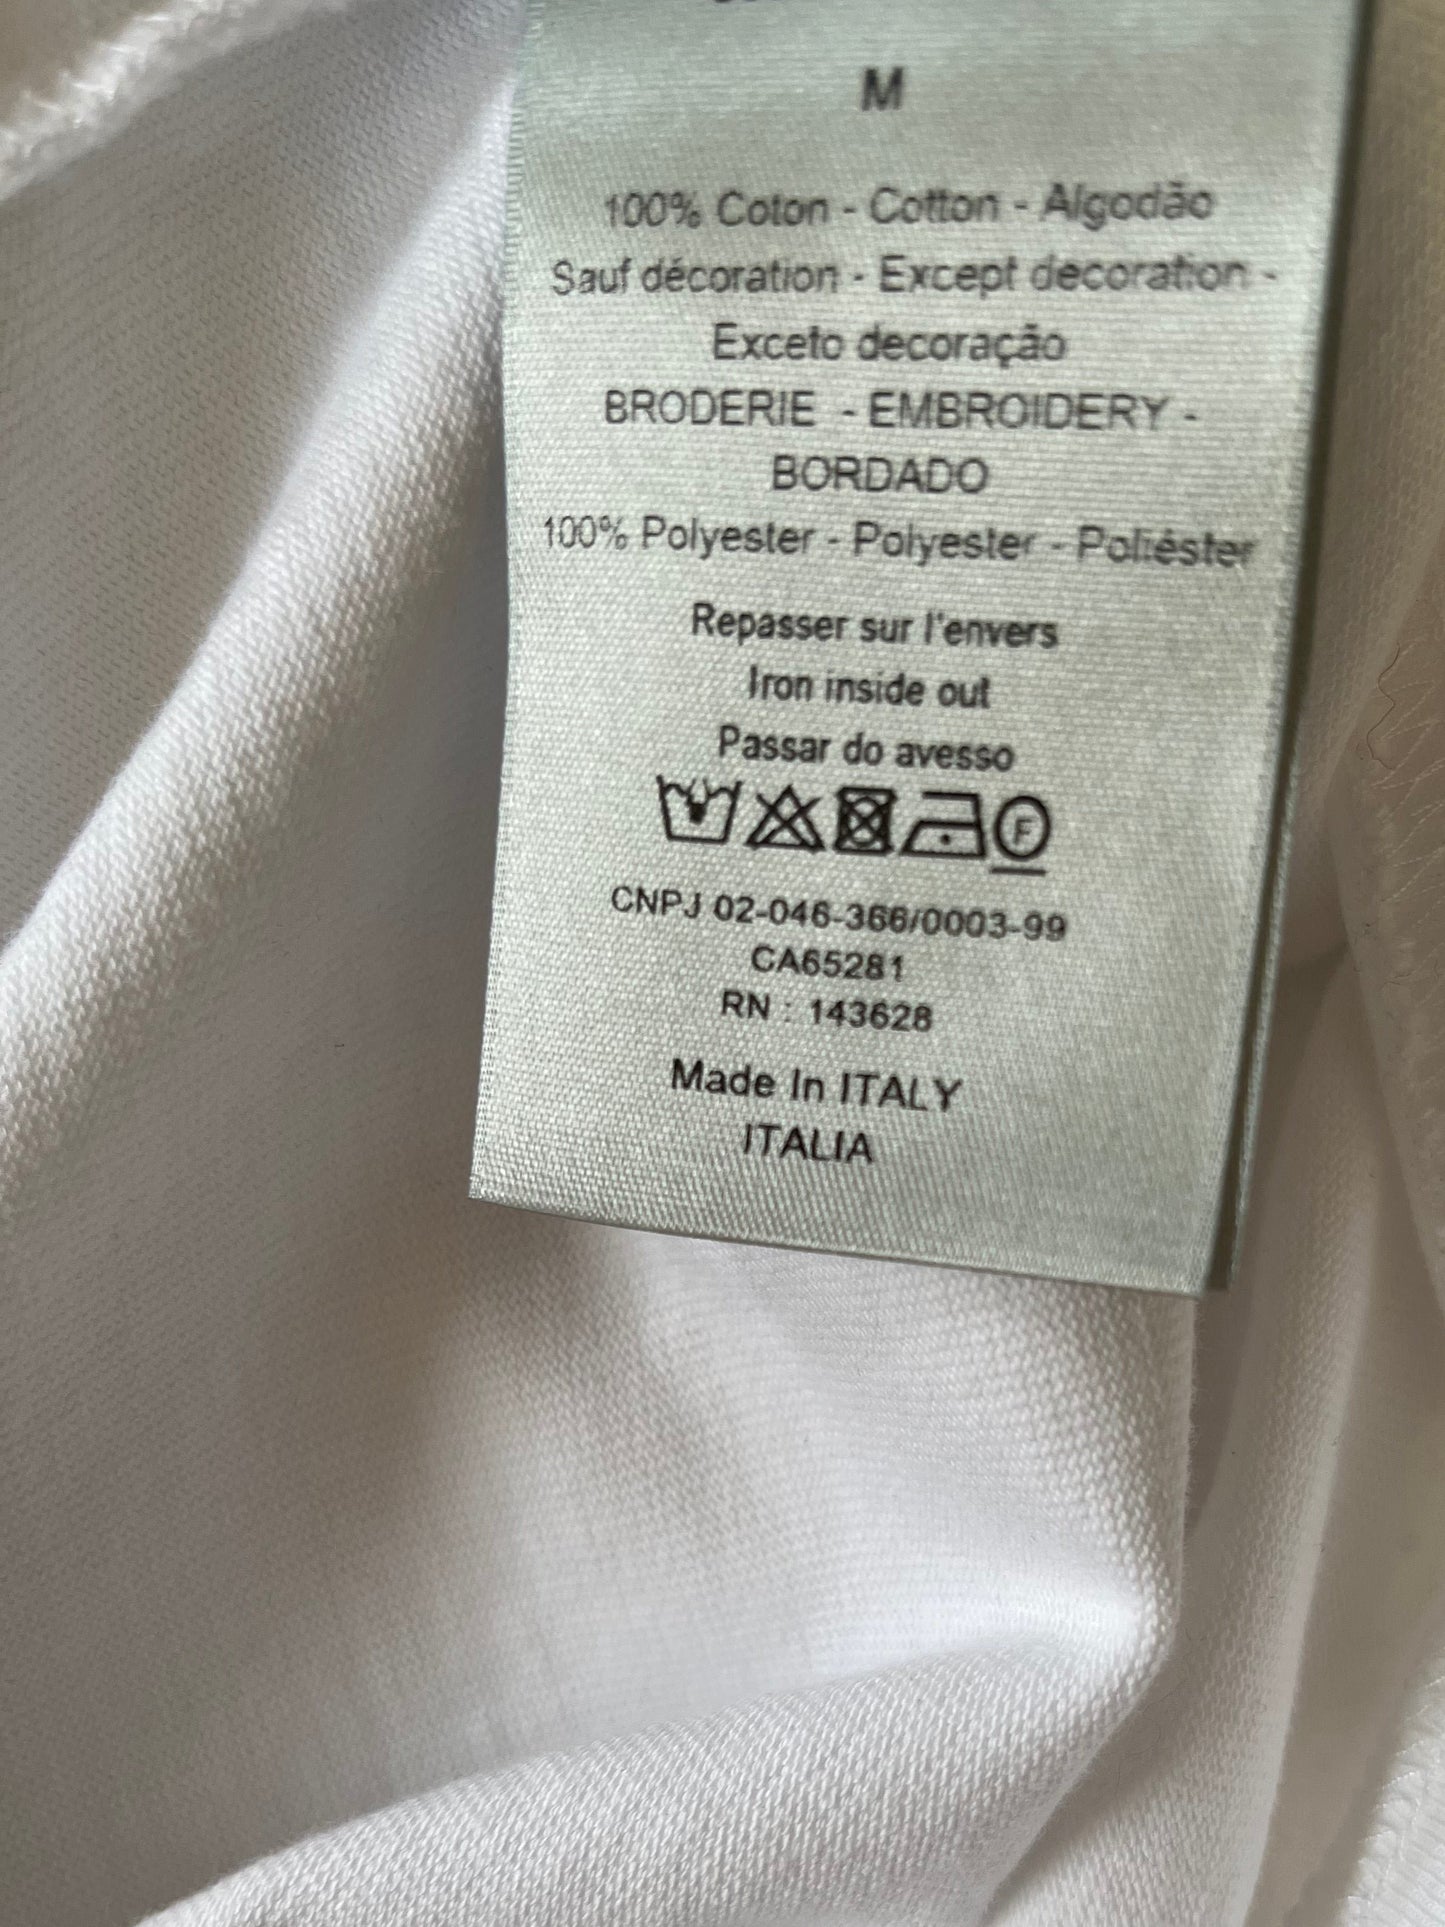 M
100% Coton - Cotton - Algodão
Sauf décoration - Except decoration -
Exceto decoração
BRODERIE - EMBROIDERY -
BORDADO
100% Polyester - Polyester - Poliéster
Repasser sur l'envers
Iron inside out
Passar do avesso
F
CNPJ 02-046-366/0003-99
CA65281
RN : 143628
Made In ITALY
ITALIA